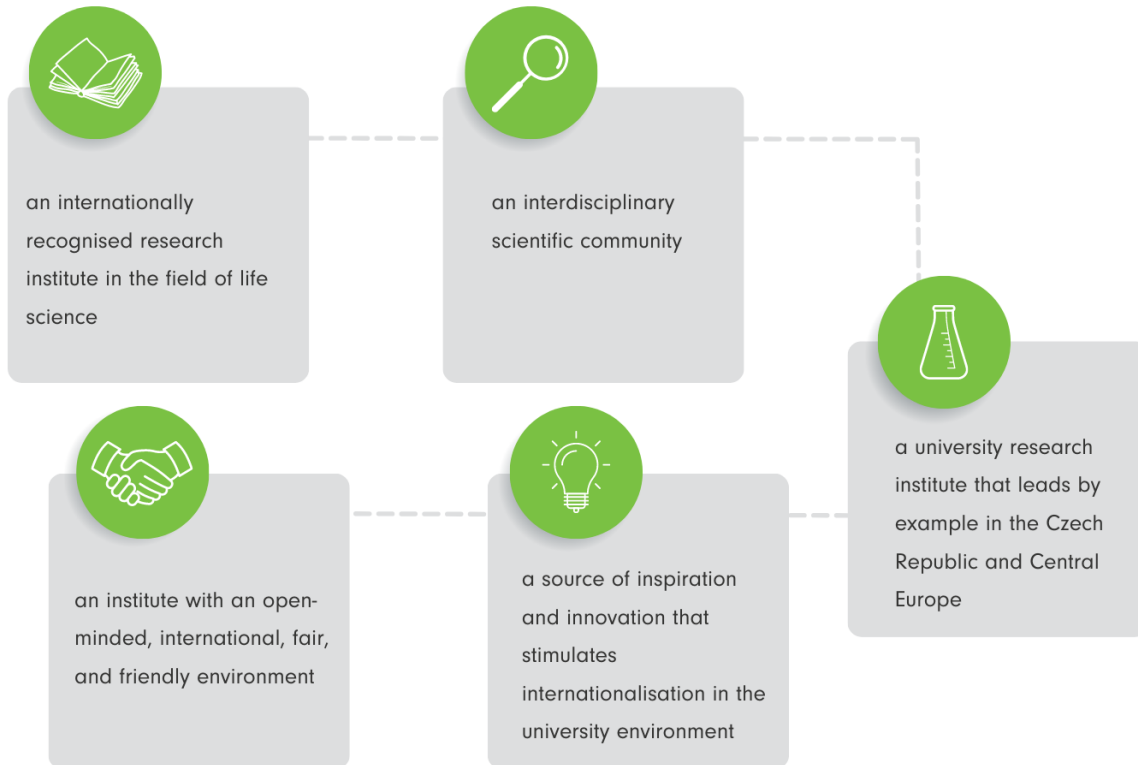 an internationally
recognised research
institute in the field of life
science
an interdisciplinary
scientific community
a university research
institute that leads by
example in the Czech
Republic and Central
Europe
a source of inspiration
and innovation that
stimulates
internationalisation in the
university environment
an institute with an open-
minded, international, fair,
and friendly environment